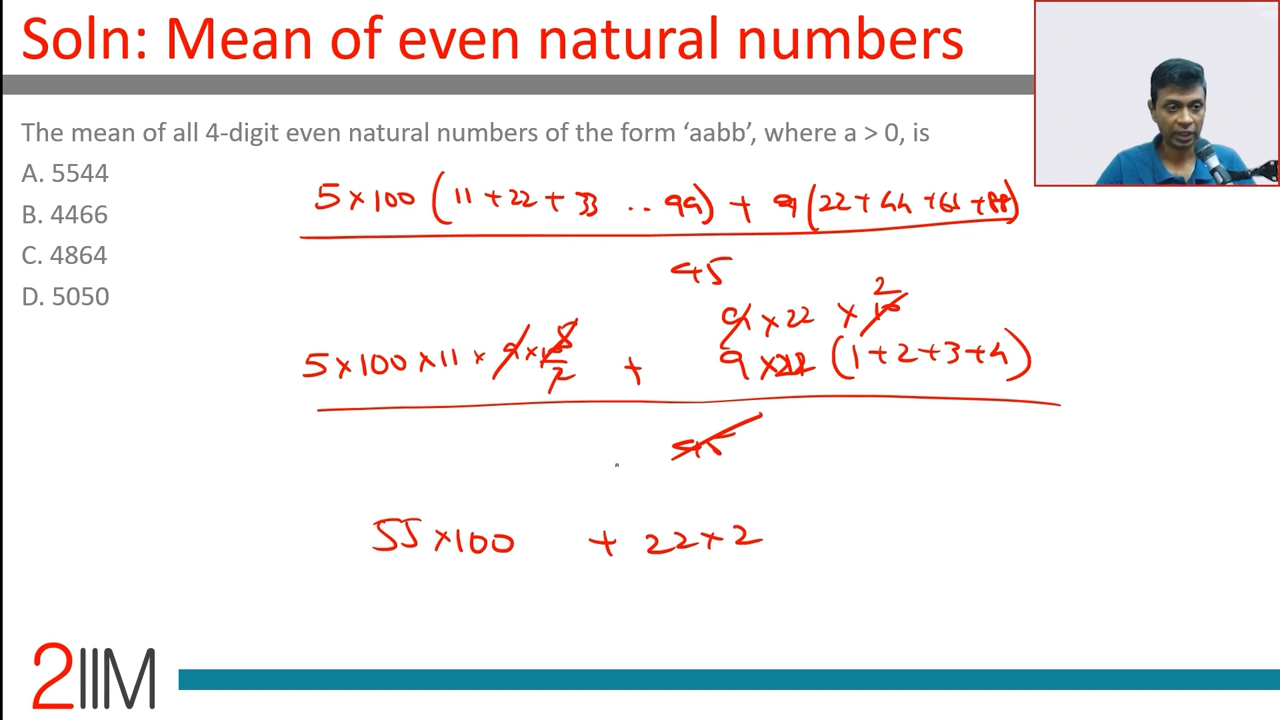 Soln: Mean of even natural numbers
The mean of all 4-digit even natural numbers of the form ‘aabb’, where a > 0, is
A. 5544
B. 4466
C. 4864
D. 5050
5 × 100 ( 11 + 22 + 33 .. 99) + 9 ( 22 + 44 + 66 + 88)
45
9 × 22 × 2
5 × 100 × 11 × 9 × 10/2 + 9 × 22 ( 1 + 2 + 3 + 4 )
45
55 × 100 + 22 × 2
2IIM